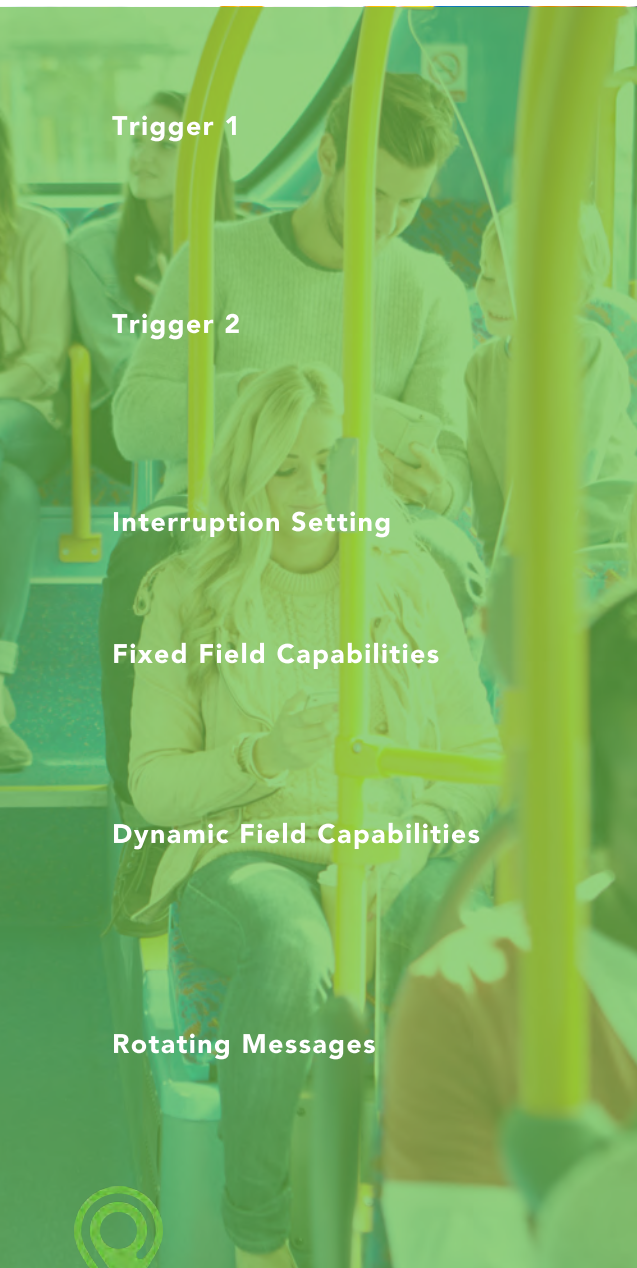 Trigger 1
Trigger 2
Interruption Setting
Fixed Field Capabilities
Dynamic Field Capabilities
Rotating Messages